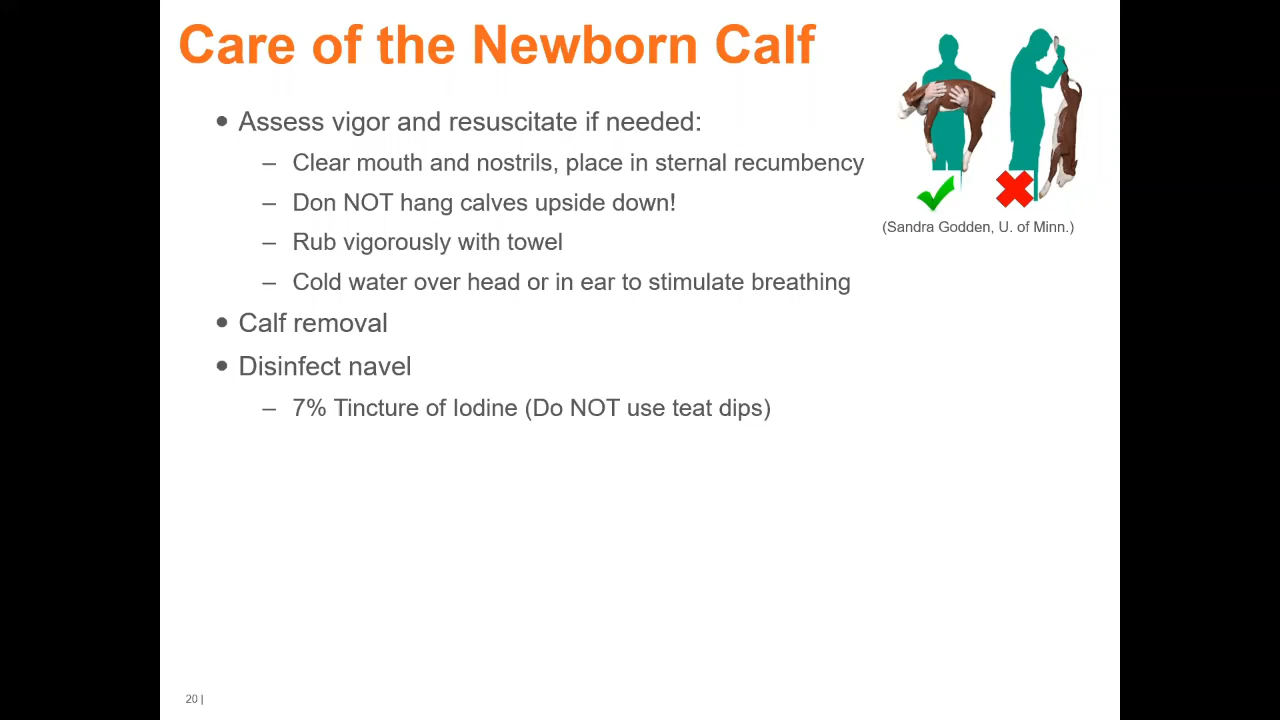 Care of the Newborn Calf
• Assess vigor and resuscitate if needed:
– Clear mouth and nostrils, place in sternal recumbency
– Don NOT hang calves upside down!
– Rub vigorously with towel
– Cold water over head or in ear to stimulate breathing
• Calf removal
• Disinfect navel
– 7% Tincture of Iodine (Do NOT use teat dips)
(Sandra Godden, U. of Minn.)
20 |